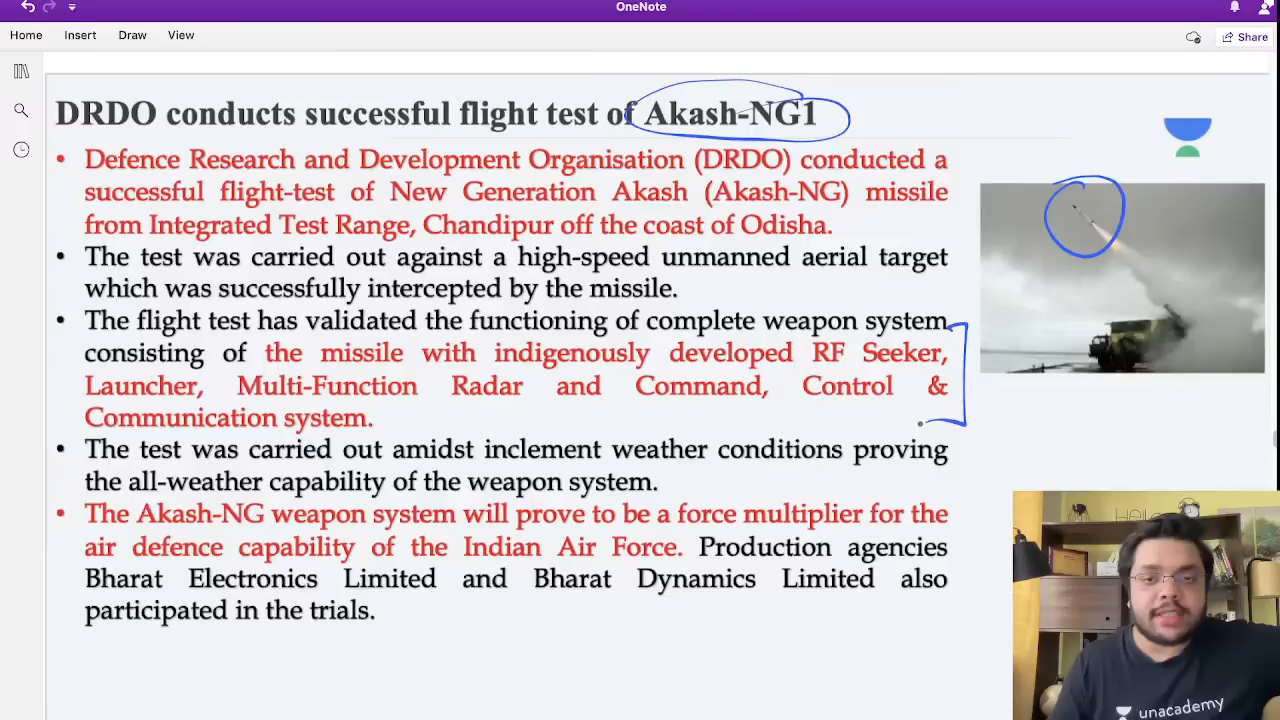 OneNote
Home Insert Draw View
Share
DRDO conducts successful flight test of Akash-NG1
• Defence Research and Development Organisation (DRDO) conducted a
successful flight-test of New Generation Akash (Akash-NG) missile
from Integrated Test Range, Chandipur off the coast of Odisha.
• The test was carried out against a high-speed unmanned aerial target
which was successfully intercepted by the missile.
• The flight test has validated the functioning of complete weapon system
consisting of the missile with indigenously developed RF Seeker,
Launcher, Multi-Function Radar and Command, Control &
Communication system.
• The test was carried out amidst inclement weather conditions proving
the all-weather capability of the weapon system.
• The Akash-NG weapon system will prove to be a force multiplier for the
air defence capability of the Indian Air Force. Production agencies
Bharat Electronics Limited and Bharat Dynamics Limited also
participated in the trials.
Hello
unacademy